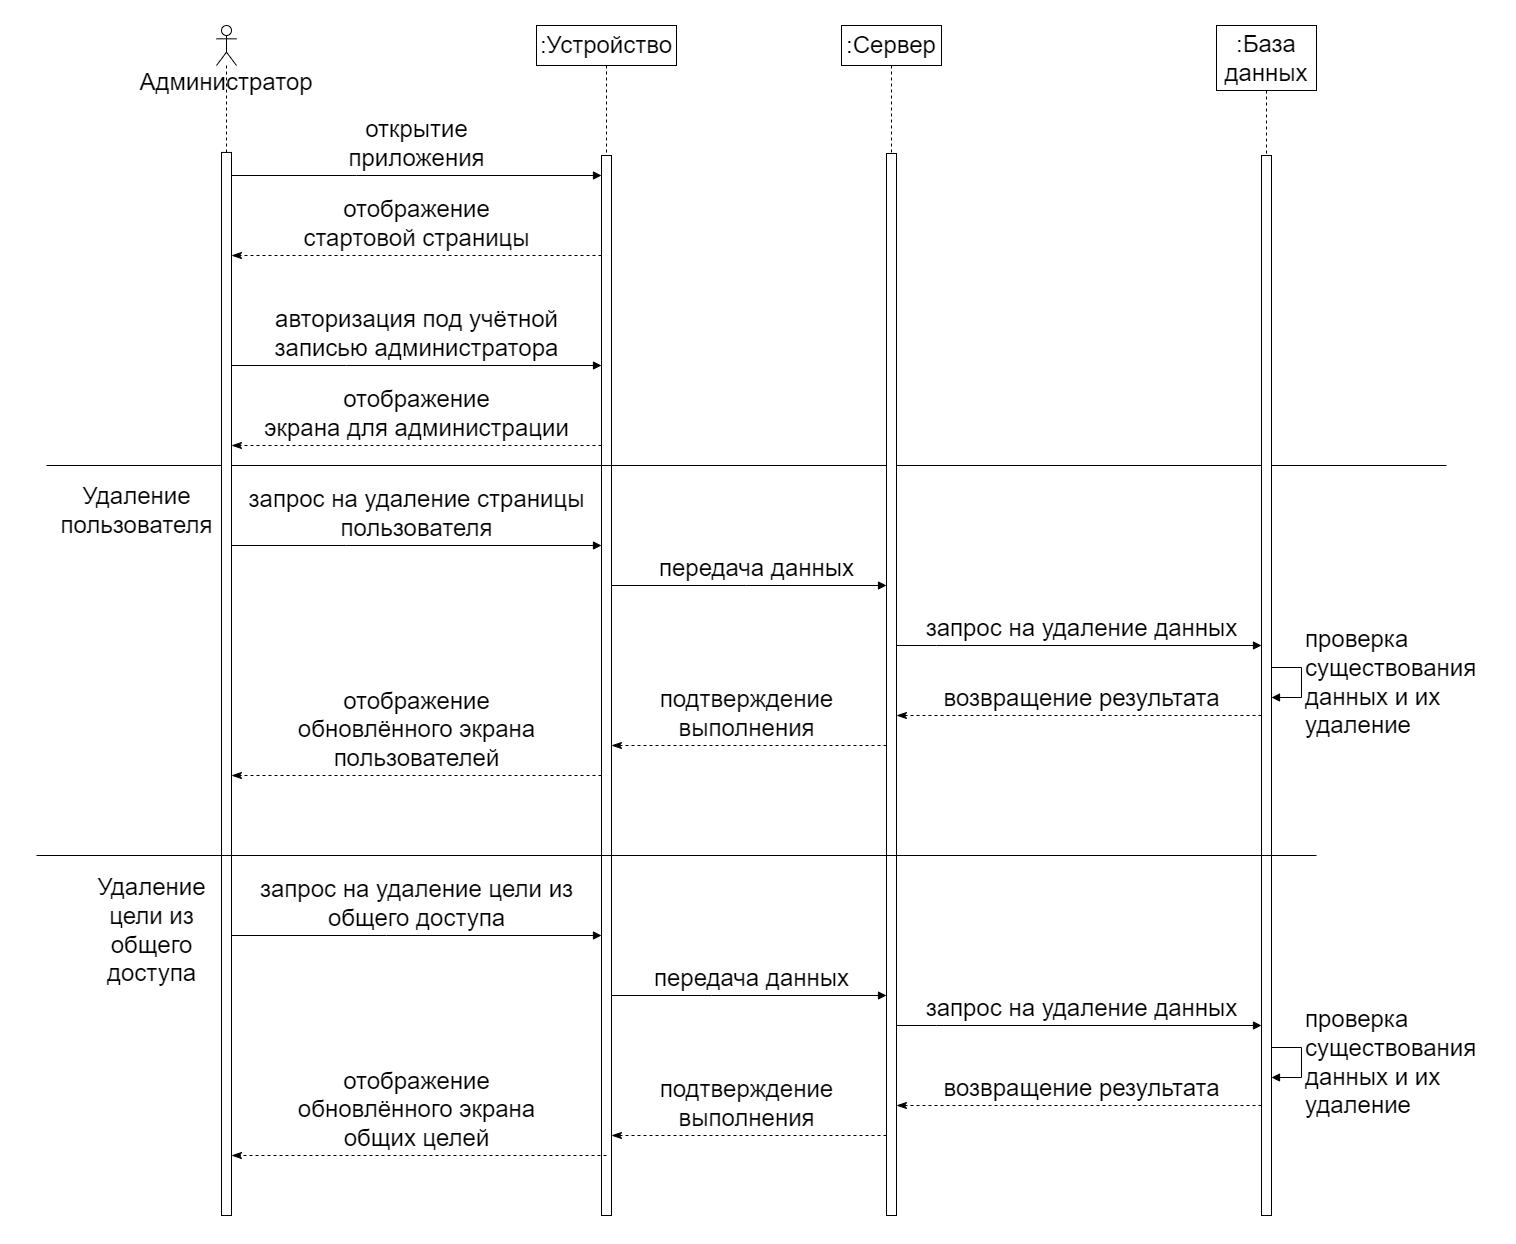 Администратор
:Устройство
:Сервер
:База
данных
открытие
приложения
отображение
стартовой страницы
авторизация под учётной
записью администратора
отображение
экрана для администрации
Удаление
пользователя
запрос на удаление страницы
пользователя
передача данных
запрос на удаление данных
проверка
существования
данных и их
удаление
возвращение результата
подтверждение
выполнения
отображение
обновлённого экрана
пользователей
Удаление
цели из
общего
доступа
запрос на удаление цели из
общего доступа
передача данных
запрос на удаление данных
проверка
существования
данных и их
удаление
возвращение результата
подтверждение
выполнения
отображение
обновлённого экрана
общих целей